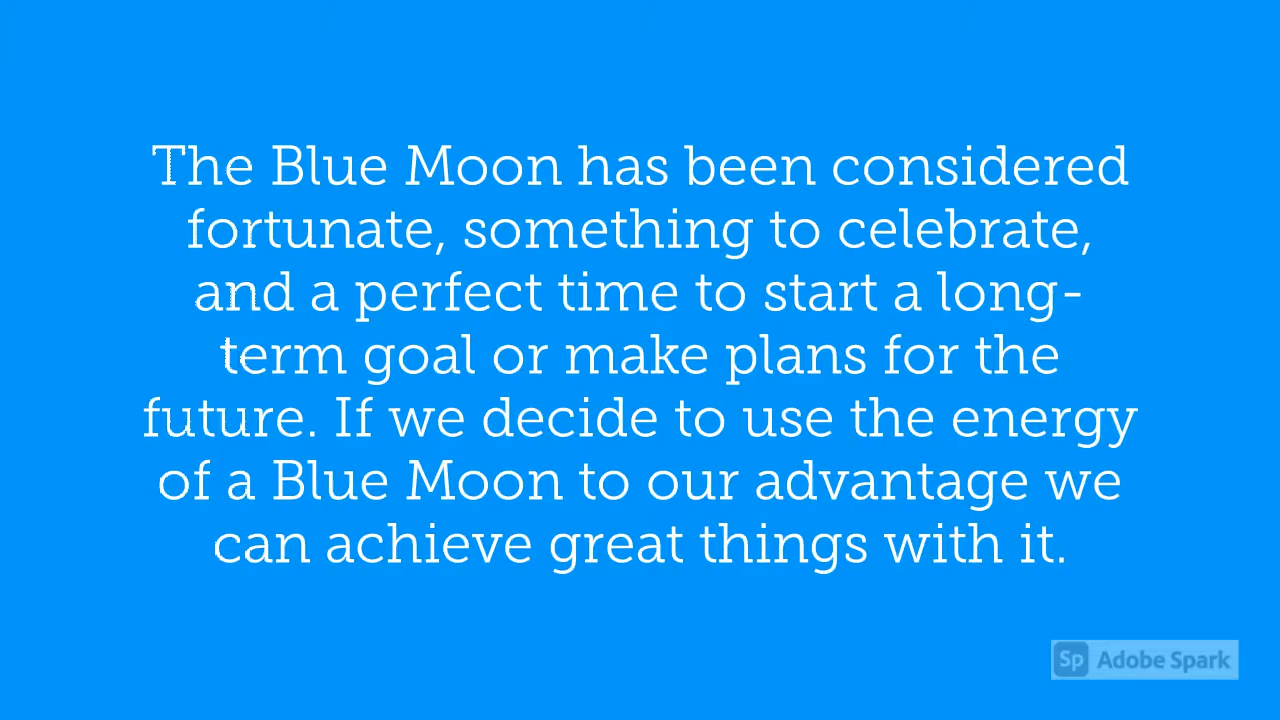 The Blue Moon has been considered
fortunate, something to celebrate,
and a perfect time to start a long-
term goal or make plans for the
future. If we decide to use the energy
of a Blue Moon to our advantage we
can achieve great things with it.
Sp Adobe Spark